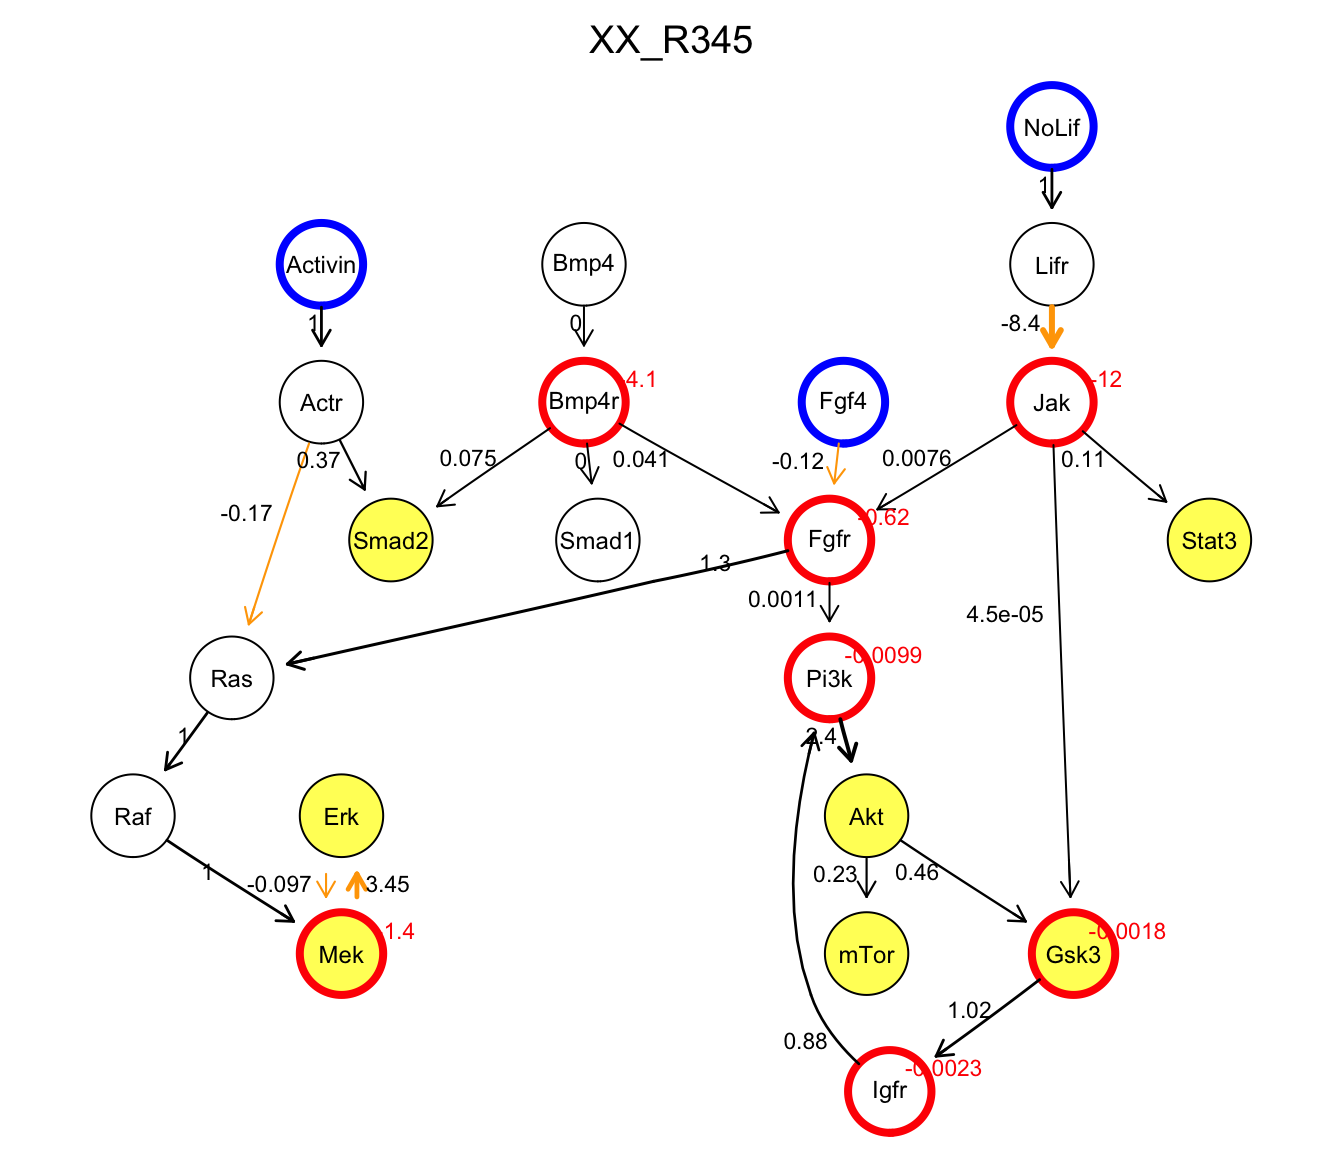 XX_R345
NoLif
1
Activin
Bmp4
Lifr
1
0
-8.4
Actr
Bmp4r
-4.1
Fgf4
Jak
-12
0.37
0.075
0
0.041
-0.12
0.0076
0.11
-0.17
Smad2
Smad1
Fgfr
-0.62
Stat3
1.3
0.0011
4.5e-05
Ras
Pi3k
-0.0099
1
2.4
Raf
Erk
Akt
1
-0.097
3.45
0.23
0.46
Mek
-1.4
mTor
Gsk3
-0.0018
1.02
0.88
Igfr
-0.0023